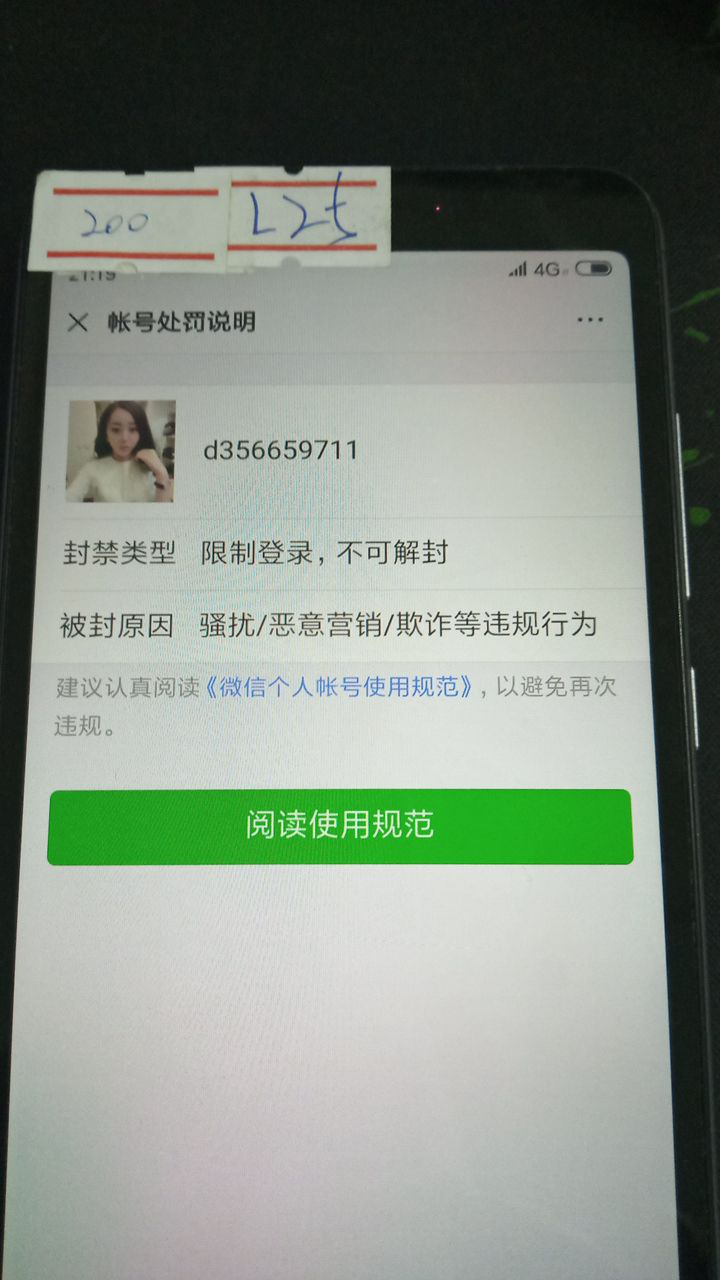 200
L25
21:19
4G
帐号处罚说明
d356659711
封禁类型 限制登录，不可解封
被封原因 骚扰/恶意营销/欺诈等违规行为
建议认真阅读《微信个人帐号使用规范》，以避免再次
违规。
阅读使用规范